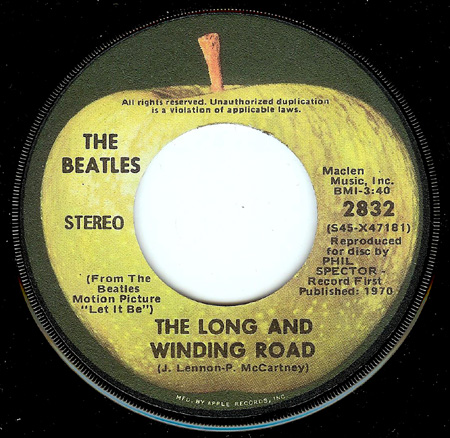 All rights reserved. Unauthorized duplication
is a violation of applicable laws.
THE
BEATLES
STEREO
(From The
Beatles
Motion Picture
"Let It Be")
Maclen
Music, Inc.
BMI-3:40
2832
(S45-X47181)
Reproduced
for disc by
PHIL
SPECTOR -
Record First
Published: 1970
THE LONG AND
WINDING ROAD
(J. Lennon-P. McCartney)
MFD. BY APPLE RECORDS, INC.